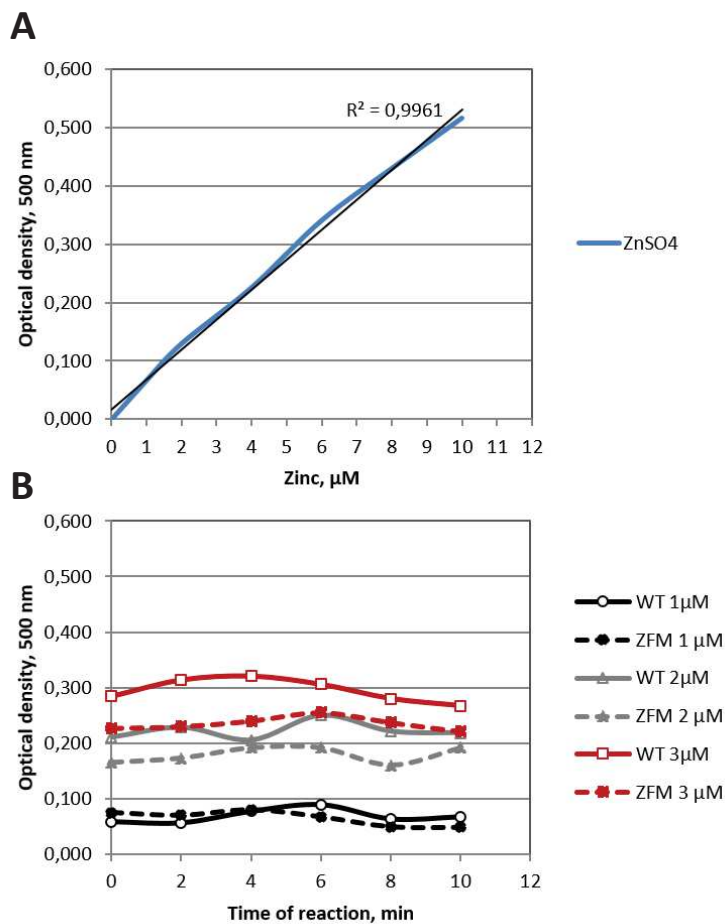 A
Optical density, 500 nm
0,600
0,500
0,400
0,300
0,200
0,100
0,000
R² = 0,9961
ZnSO4
0 1 2 3 4 5 6 7 8 9 10 11 12
Zinc, µM
B
Optical density, 500 nm
0,600
0,500
0,400
0,300
0,200
0,100
0,000
0 2 4 6 8 10 12
Time of reaction, min
WT 1µM
ZFM 1 µM
WT 2µM
ZFM 2 µM
WT 3µM
ZFM 3 µM